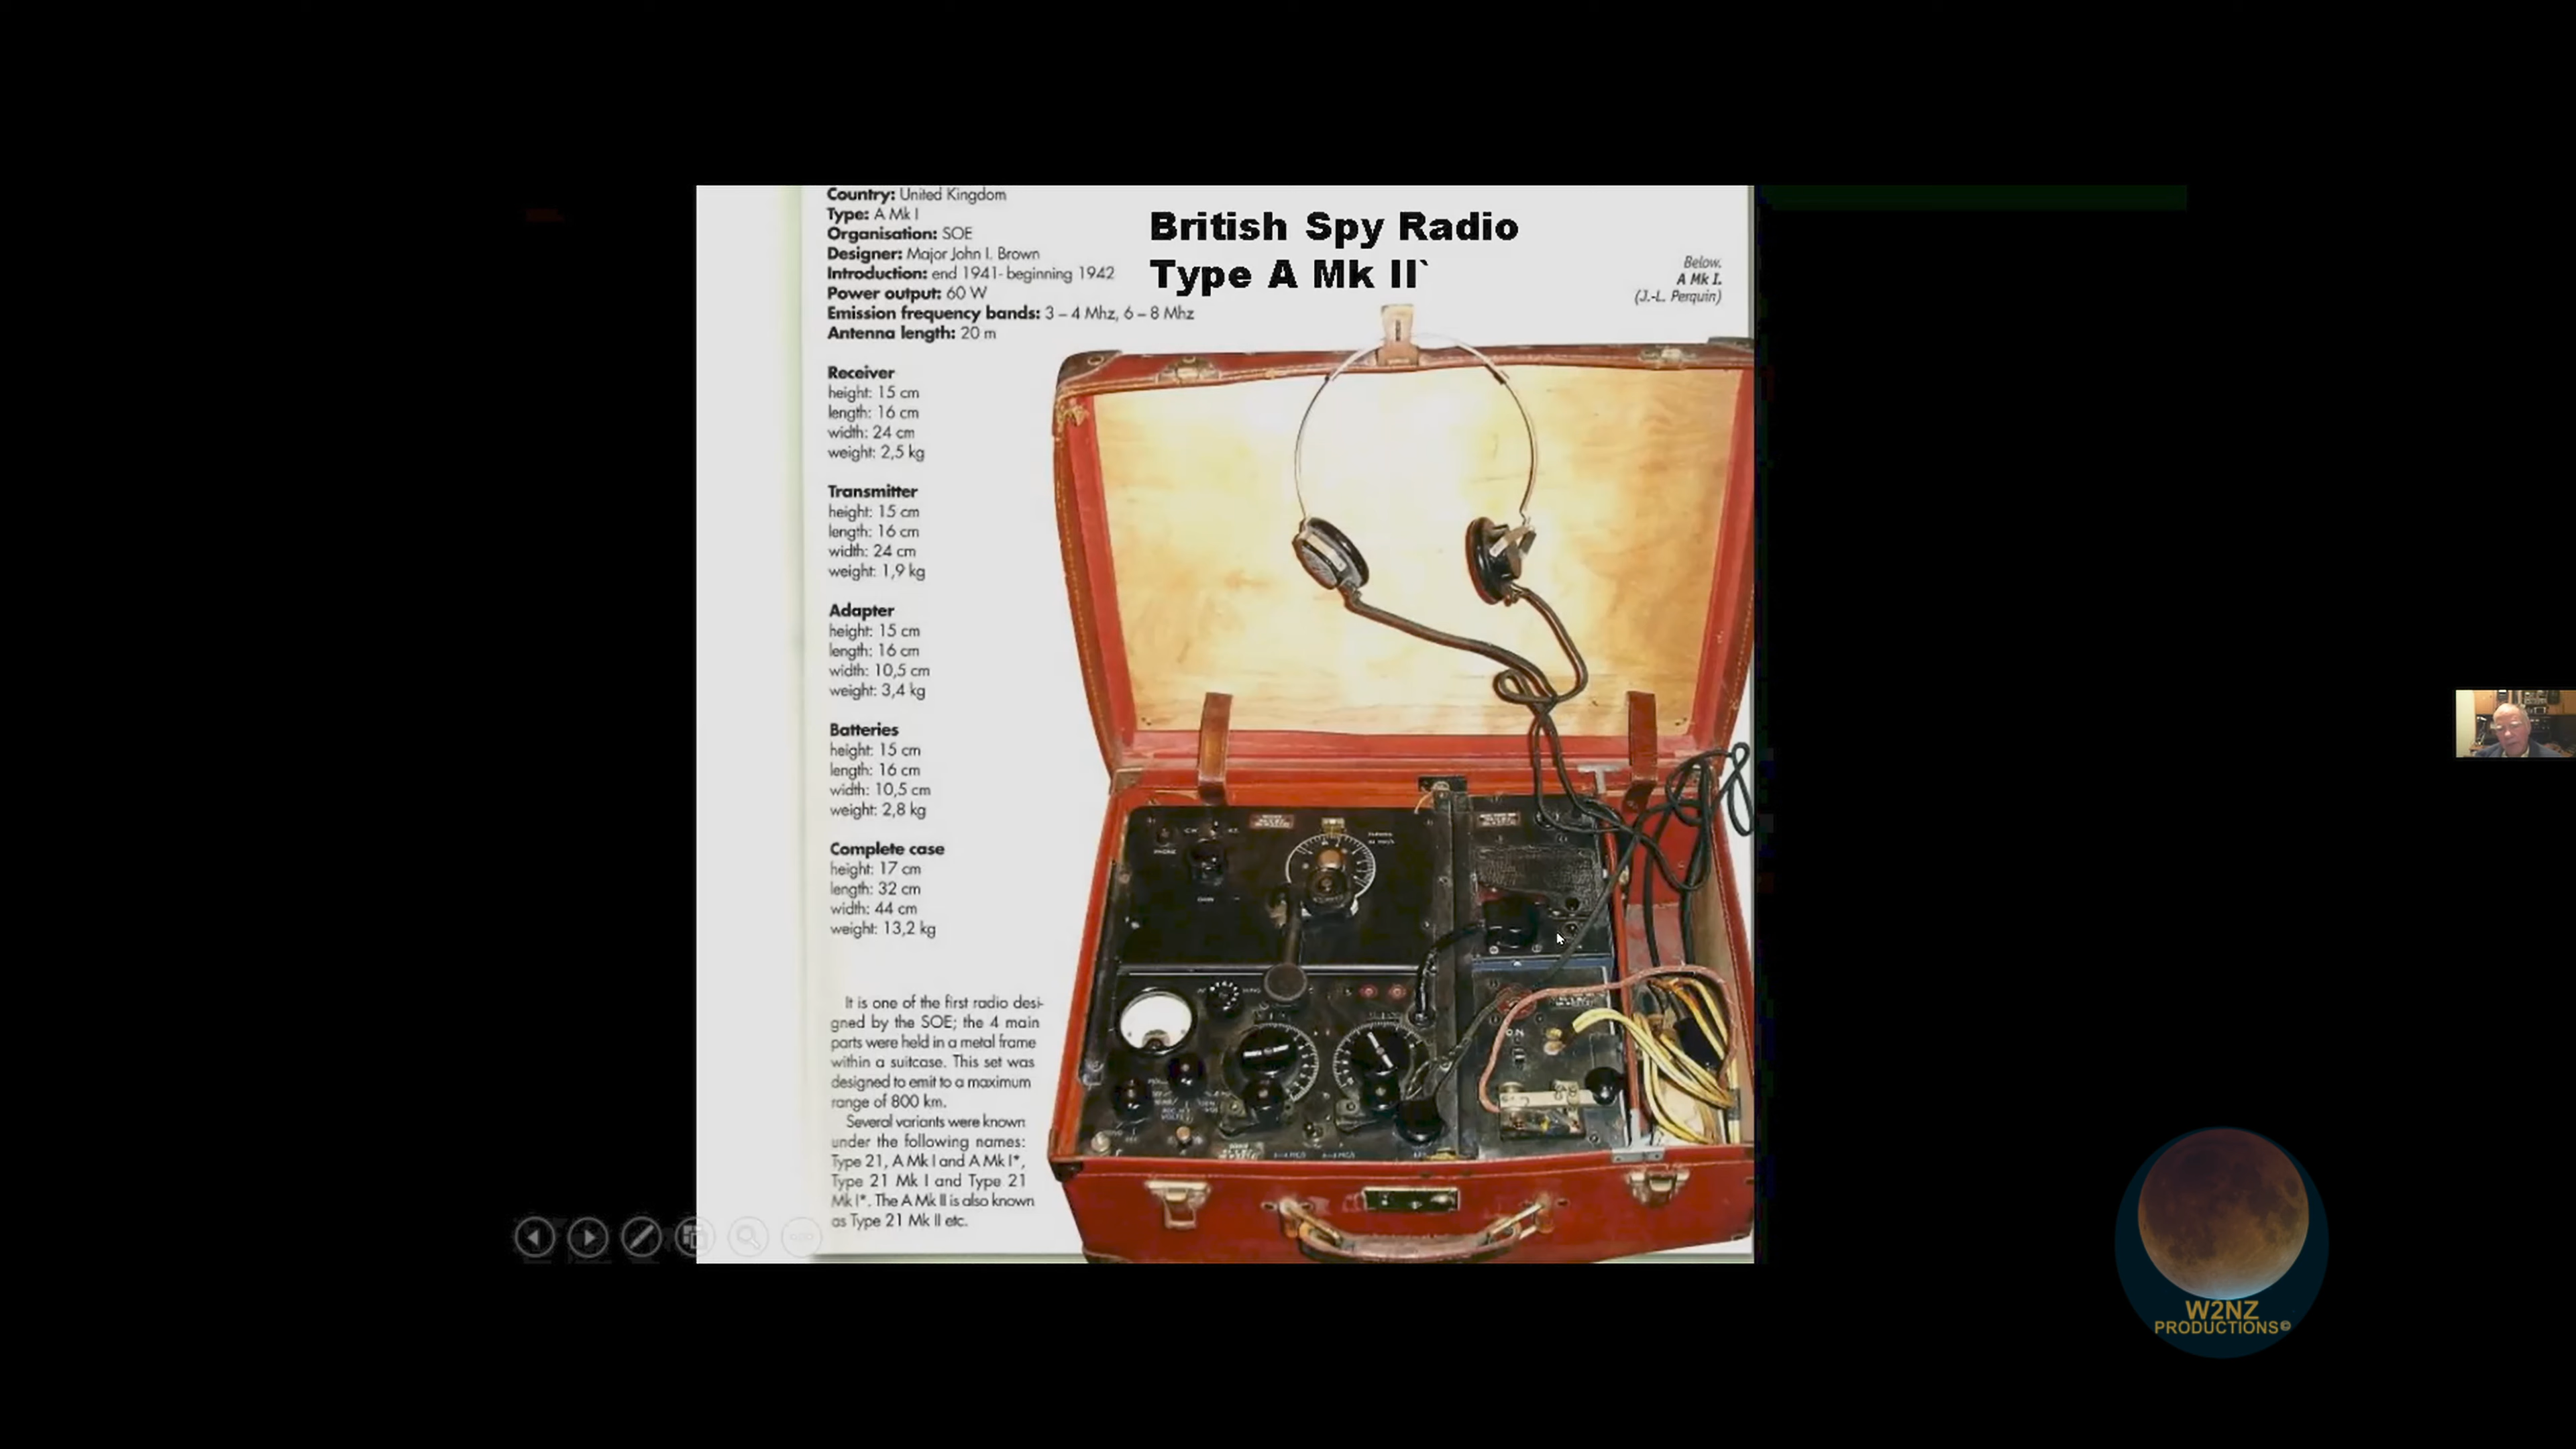 Country: United Kingdom
Type: A Mk I
Organisation: SOE
Designer: Major John I. Brown
Introduction: end 1941- beginning 1942
Power output: 60 W
Emission frequency bands: 3 – 4 Mhz, 6 – 8 Mhz
Antenna length: 20 m
British Spy Radio
Type A Mk II`
Below.
A Mk I.
(J.-L. Perquin)
Receiver
height: 15 cm
length: 16 cm
width: 24 cm
weight: 2,5 kg
Transmitter
height: 15 cm
length: 16 cm
width: 24 cm
weight: 1,9 kg
Adapter
height: 15 cm
length: 16 cm
width: 10,5 cm
weight: 3,4 kg
Batteries
height: 15 cm
length: 16 cm
width: 10,5 cm
weight: 2,8 kg
Complete case
height: 17 cm
length: 32 cm
width: 44 cm
weight: 13,2 kg
It is one of the first radio desi-
gned by the SOE; the 4 main
parts were held in a metal frame
within a suitcase. This set was
designed to emit to a maximum
range of 800 km.
Several variants were known
under the following names:
Type 21, A Mk I and A Mk I*,
Type 21 Mk I and Type 21
Mk I*. The A Mk II is also known
as Type 21 Mk II etc.
PHONE
ON
W2NZ
PRODUCTIONS©